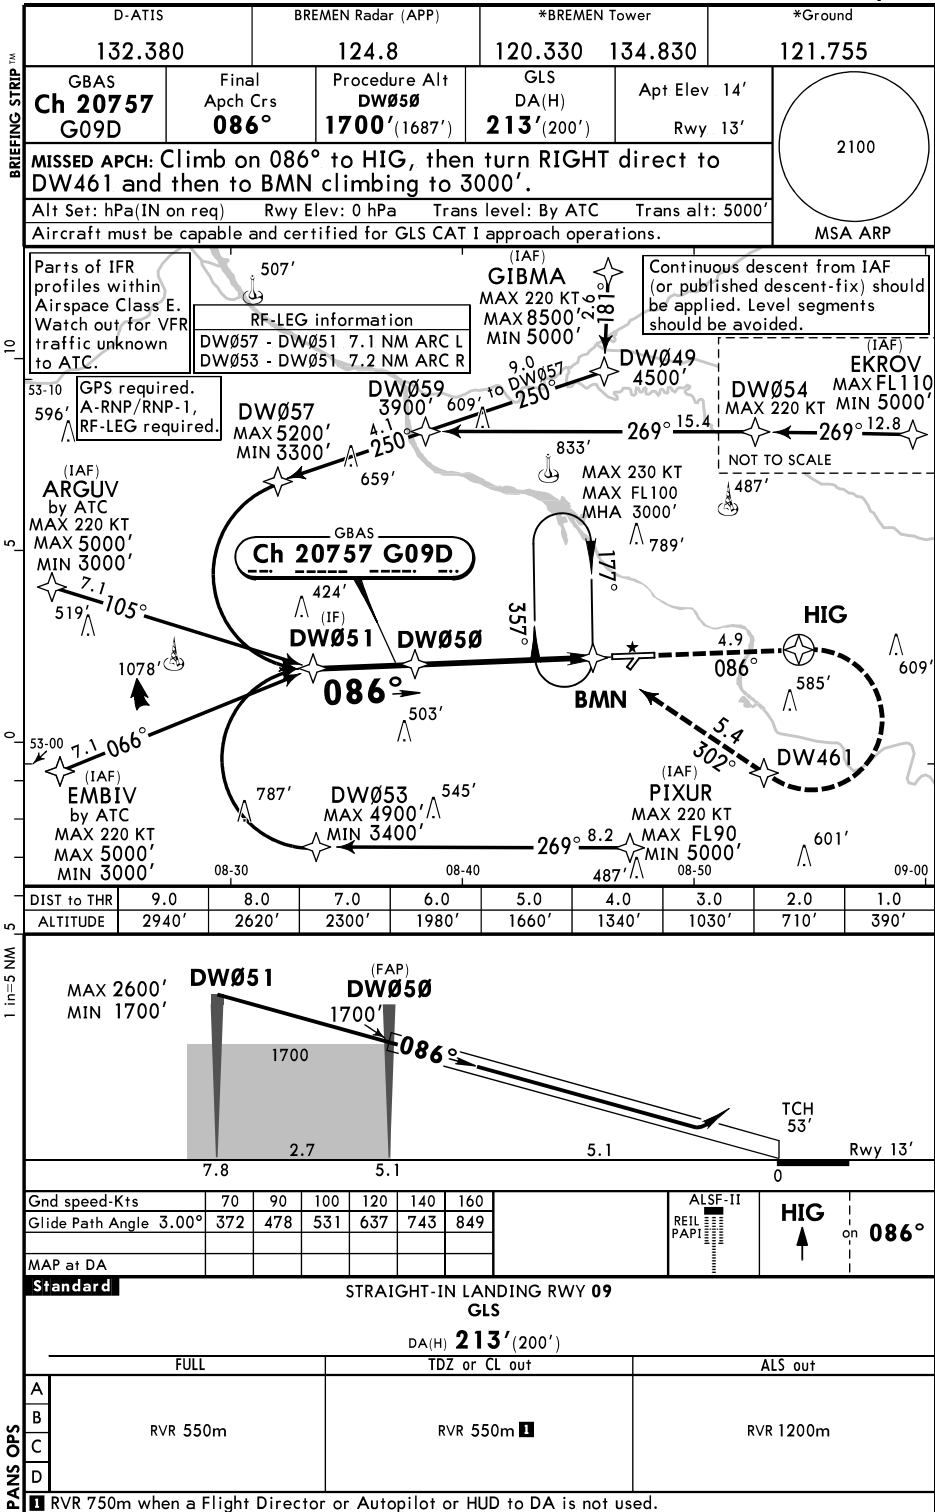 D-ATIS
132.380
BREMEN Radar (APP)
124.8
*BREMEN Tower
120.330 134.830
*Ground
121.755
BRIEFING STRIP TM
GBAS
Ch 20757
G09D
Final
Apch Crs
086°
Procedure Alt
DWØ5Ø
1700'(1687')
GLS
DA(H)
213'(200')
Apt Elev 14'
Rwy 13'
2100
MSA ARP
MISSED APCH: Climb on 086° to HIG, then turn RIGHT direct to
DW461 and then to BMN climbing to 3000'.
Alt Set: hPa(IN on req) Rwy Elev: 0 hPa Trans level: By ATC Trans alt: 5000'
Aircraft must be capable and certified for GLS CAT I approach operations.
Parts of IFR
profiles within
Airspace Class E.
Watch out for VFR
traffic unknown
to ATC.
507'
RF-LEG information
DWØ57 - DWØ51 7.1 NM ARC L
DWØ53 - DWØ51 7.2 NM ARC R
(IAF)
GIBMA
MAX 220 KT
MAX 8500'
MIN 5000'
2.6
181°
Continuous descent from IAF
(or published descent-fix) should
be applied. Level segments
should be avoided.
10
53-10
596'
GPS required.
A-RNP/RNP-1,
RF-LEG required.
DWØ49
4500'
9.0
to DWØ57
250°
609'
DWØ59
3900'
4.1
250°
DWØ57
MAX 5200'
MIN 3300'
659'
(IAF)
EKROV
MAX FL110
MIN 5000'
DWØ54
MAX 220 KT
269° 15.4
269° 12.8
NOT TO SCALE
833'
487'
MAX 230 KT
MAX FL100
MHA 3000'
789'
(IAF)
ARGUV
by ATC
MAX 220 KT
MAX 5000'
MIN 3000'
5
7.1
105°
519'
GBAS
Ch 20757 G09D
424'
(IF)
DWØ51
DWØ5Ø
086°
177°
357°
BMN
HIG
4.9
086°
609'
585'
1078'
503'
5.4
302°
DW461
0
53-00
7.1
066°
(IAF)
EMBIV
by ATC
MAX 220 KT
MAX 5000'
MIN 3000'
787'
DWØ53
MAX 4900'
MIN 3400'
545'
269° 8.2
(IAF)
PIXUR
MAX 220 KT
MAX FL90
MIN 5000'
487'
601'
08-30
08-40
08-50
09-00
5
1 in=5 NM
DIST to THR 9.0 8.0 7.0 6.0 5.0 4.0 3.0 2.0 1.0
ALTITUDE 2940' 2620' 2300' 1980' 1660' 1340' 1030' 710' 390'
DWØ51
MAX 2600'
MIN 1700'
(FAP)
DWØ5Ø
1700'
086°
1700
2.7
5.1
TCH
53'
Rwy 13'
7.8
5.1
0
Gnd speed-Kts 70 90 100 120 140 160
Glide Path Angle 3.00° 372 478 531 637 743 849
MAP at DA
ALSF-II
REIL
PAPI
HIG
on 086°
Standard
STRAIGHT-IN LANDING RWY 09
GLS
DA(H) 213'(200')
FULL
TDZ or CL out
ALS out
A
B
C
D
RVR 550m
RVR 550m 1
RVR 1200m
PANS OPS
1 RVR 750m when a Flight Director or Autopilot or HUD to DA is not used.